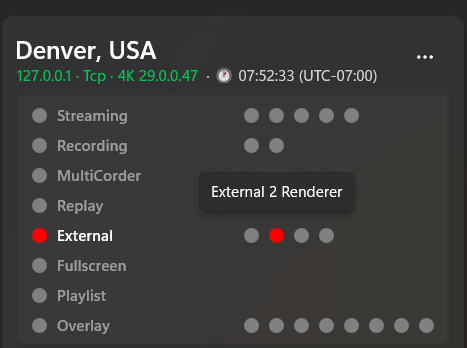 Denver, USA
...
127.0.0.1 · Tcp · 4K 29.0.0.47 · 07:52:33 (UTC-07:00)
Streaming
Recording
MultiCorder
External 2 Renderer
Replay
External
Fullscreen
Playlist
Overlay